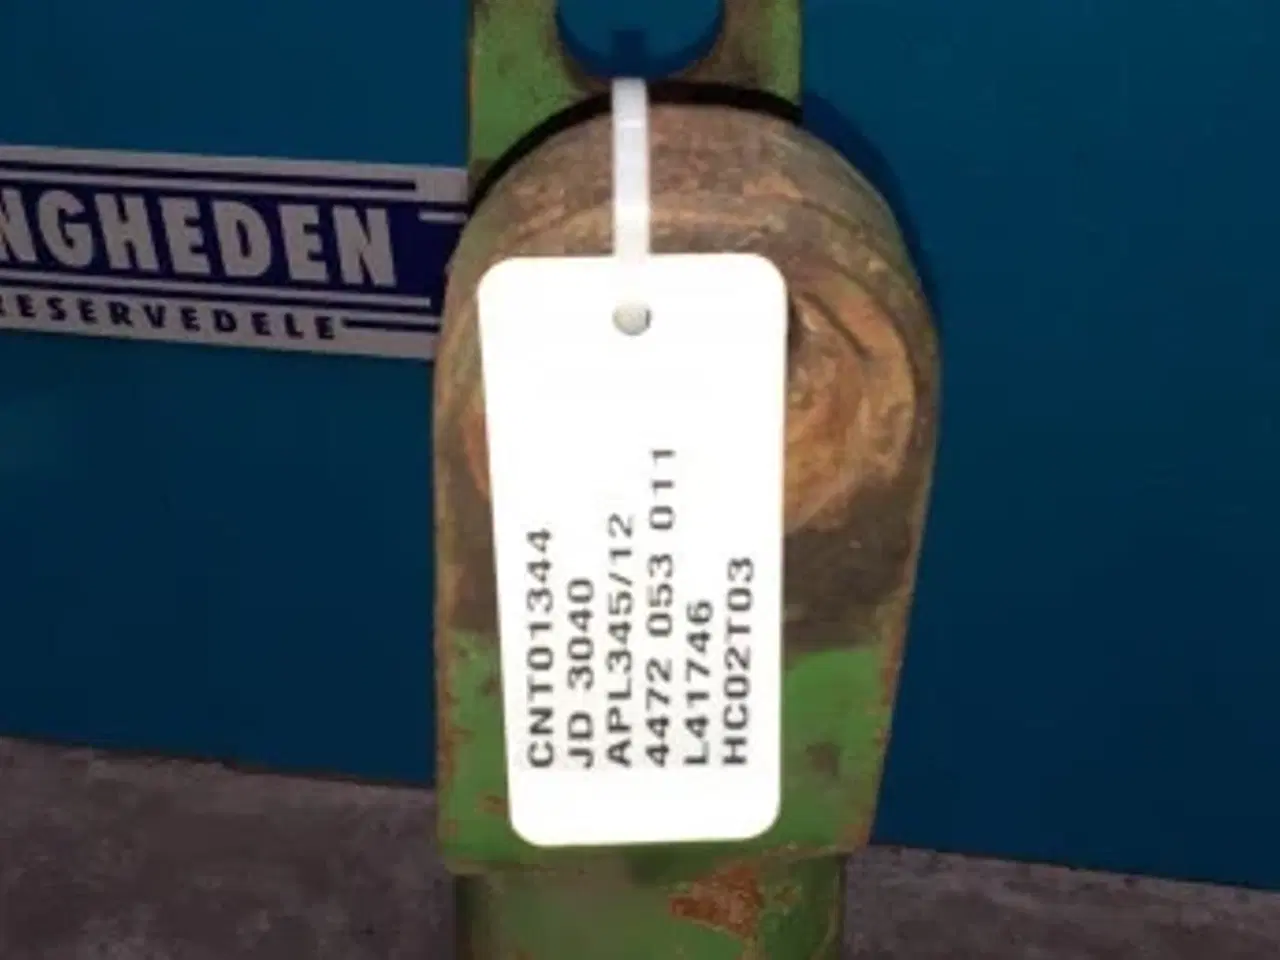 NGHEDEN
RESERVEDELE
CNT01344
JD 3040
APL345/12
4472 053 011
L41746
HC02T03